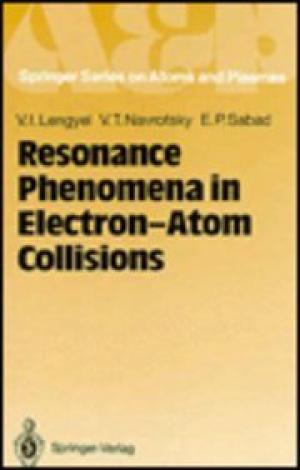 A&P
Springer Series on Atoms and Plasmas
V.I. Lengyel V.T. Navrotsky E.P. Sabad
Resonance
Phenomena in
Electron–Atom
Collisions
Springer-Verlag